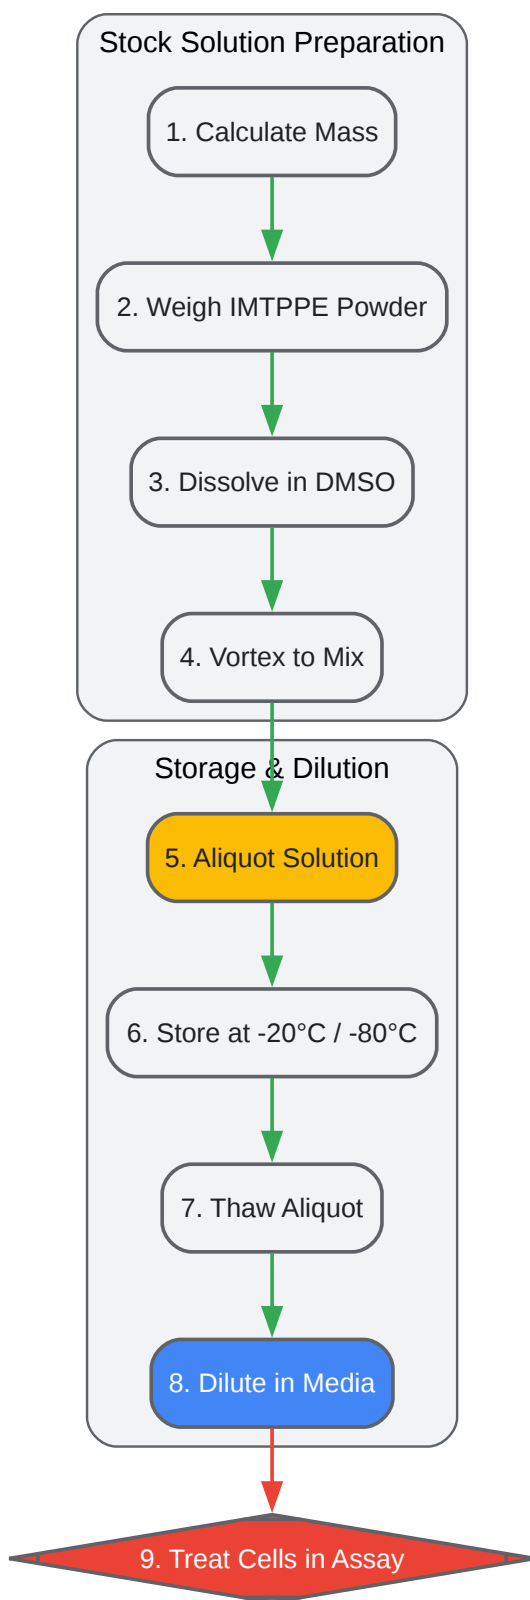 Stock Solution Preparation
1. Calculate Mass
2. Weigh IMTPPE Powder
3. Dissolve in DMSO
4. Vortex to Mix
Storage & Dilution
5. Aliquot Solution
6. Store at -20°C / -80°C
7. Thaw Aliquot
8. Dilute in Media
9. Treat Cells in Assay